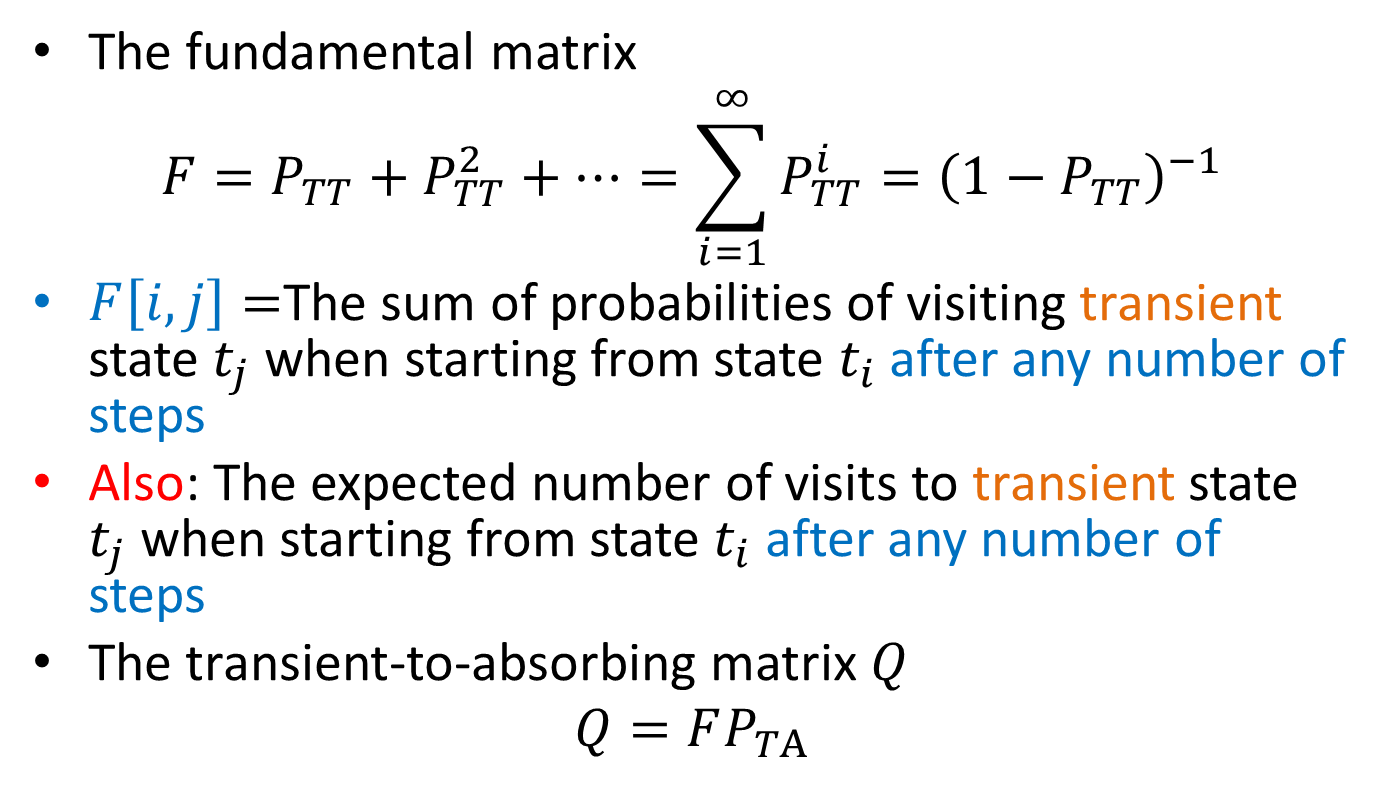 • The fundamental matrix
F = P_{TT} + P_{TT}^2 + ⋯ = \sum_{i=1}^{∞} P_{TT}^i = (1 − P_{TT})^{−1}
• F[i, j] =The sum of probabilities of visiting transient
state t_j when starting from state t_i after any number of
steps
• Also: The expected number of visits to transient state
t_j when starting from state t_i after any number of
steps
• The transient-to-absorbing matrix Q
Q = FP_{TA}